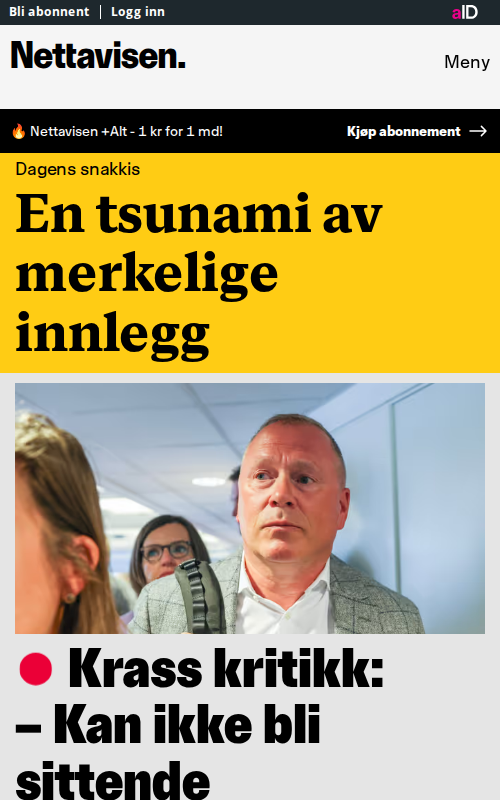 Bli abonnent
Logg inn
aID
Nettavisen.
Meny
🔥 Nettavisen +Alt - 1 kr for 1 md!
Kjøp abonnement →
Dagens snakkis
En tsunami av
merkelige
innlegg
Krass kritikk:
– Kan ikke bli
sittende